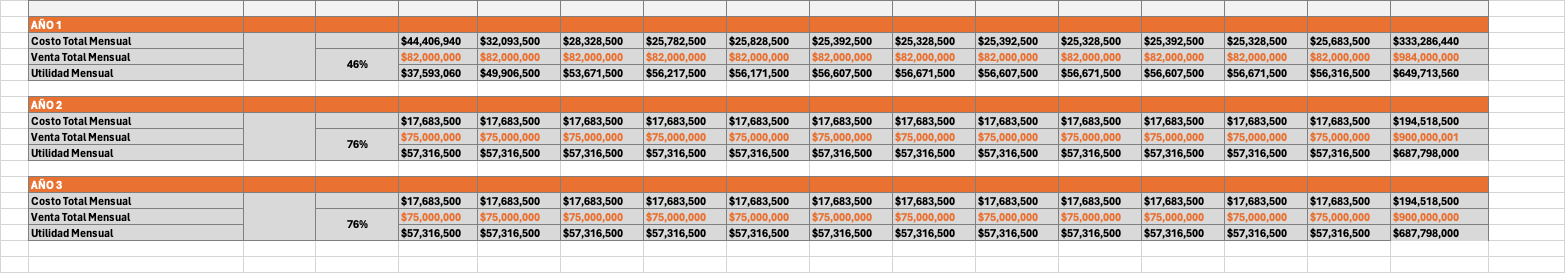 AÑO 1
Costo Total Mensual $44,406,940 $32,093,500 $28,328,500 $25,782,500 $25,828,500 $25,392,500 $25,328,500 $25,392,500 $25,328,500 $25,392,500 $25,328,500 $25,683,500 $333,286,440
Venta Total Mensual 46% $82,000,000 $82,000,000 $82,000,000 $82,000,000 $82,000,000 $82,000,000 $82,000,000 $82,000,000 $82,000,000 $82,000,000 $82,000,000 $82,000,000 $984,000,000
Utilidad Mensual $37,593,060 $49,906,500 $53,671,500 $56,217,500 $56,171,500 $56,607,500 $56,671,500 $56,607,500 $56,671,500 $56,607,500 $56,671,500 $56,316,500 $649,713,560
AÑO 2
Costo Total Mensual $17,683,500 $17,683,500 $17,683,500 $17,683,500 $17,683,500 $17,683,500 $17,683,500 $17,683,500 $17,683,500 $17,683,500 $17,683,500 $17,683,500 $194,518,500
Venta Total Mensual 76% $75,000,000 $75,000,000 $75,000,000 $75,000,000 $75,000,000 $75,000,000 $75,000,000 $75,000,000 $75,000,000 $75,000,000 $75,000,000 $75,000,000 $900,000,001
Utilidad Mensual $57,316,500 $57,316,500 $57,316,500 $57,316,500 $57,316,500 $57,316,500 $57,316,500 $57,316,500 $57,316,500 $57,316,500 $57,316,500 $57,316,500 $687,798,000
AÑO 3
Costo Total Mensual $17,683,500 $17,683,500 $17,683,500 $17,683,500 $17,683,500 $17,683,500 $17,683,500 $17,683,500 $17,683,500 $17,683,500 $17,683,500 $17,683,500 $194,518,500
Venta Total Mensual 76% $75,000,000 $75,000,000 $75,000,000 $75,000,000 $75,000,000 $75,000,000 $75,000,000 $75,000,000 $75,000,000 $75,000,000 $75,000,000 $75,000,000 $900,000,000
Utilidad Mensual $57,316,500 $57,316,500 $57,316,500 $57,316,500 $57,316,500 $57,316,500 $57,316,500 $57,316,500 $57,316,500 $57,316,500 $57,316,500 $57,316,500 $687,798,000